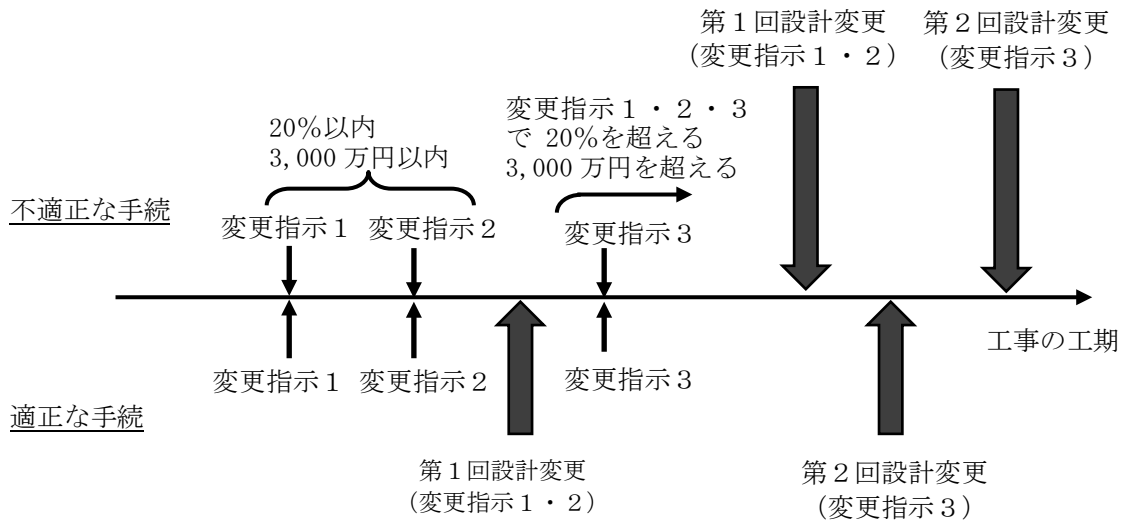 第１回設計変更
（変更指示１・２）
第２回設計変更
（変更指示３）
20％以内
3,000 万円以内
変更指示１・２・３
で 20％を超える
3,000 万円を超える
不適正な手続
変更指示１
変更指示２
変更指示３
工事の工期
変更指示１
変更指示２
変更指示３
適正な手続
第１回設計変更
（変更指示１・２）
第２回設計変更
（変更指示３）